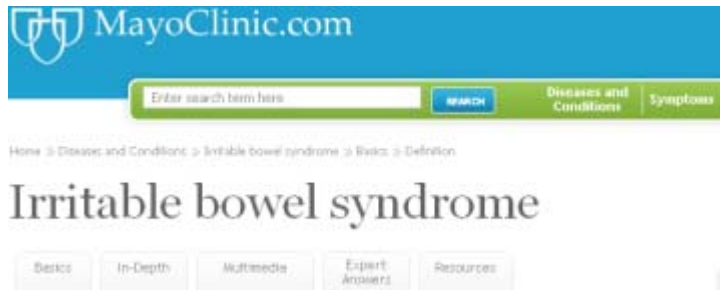 MayoClinic.com
Enter search term here SEARCH Diseases and Conditions Symptoms
Home » Diseases and Conditions » Irritable bowel syndrome » Basics » Definition
Irritable bowel syndrome
Basics In-Depth Multimedia Expert Answers Resources